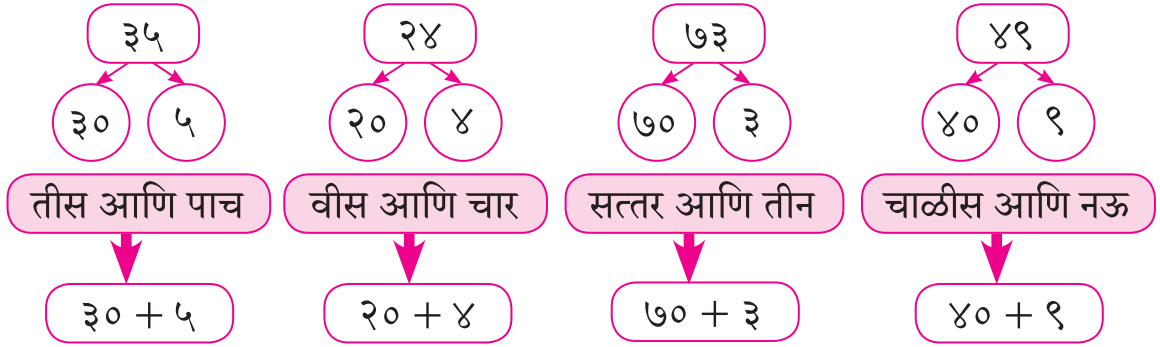 ३५ २४ ७३ ४९
३० ५ २० ४ ७० ३ ४० ९
तीस आणि पाच वीस आणि चार सत्तर आणि तीन चाळीस आणि नऊ
३० + ५ २० + ४ ७० + ३ ४० + ९